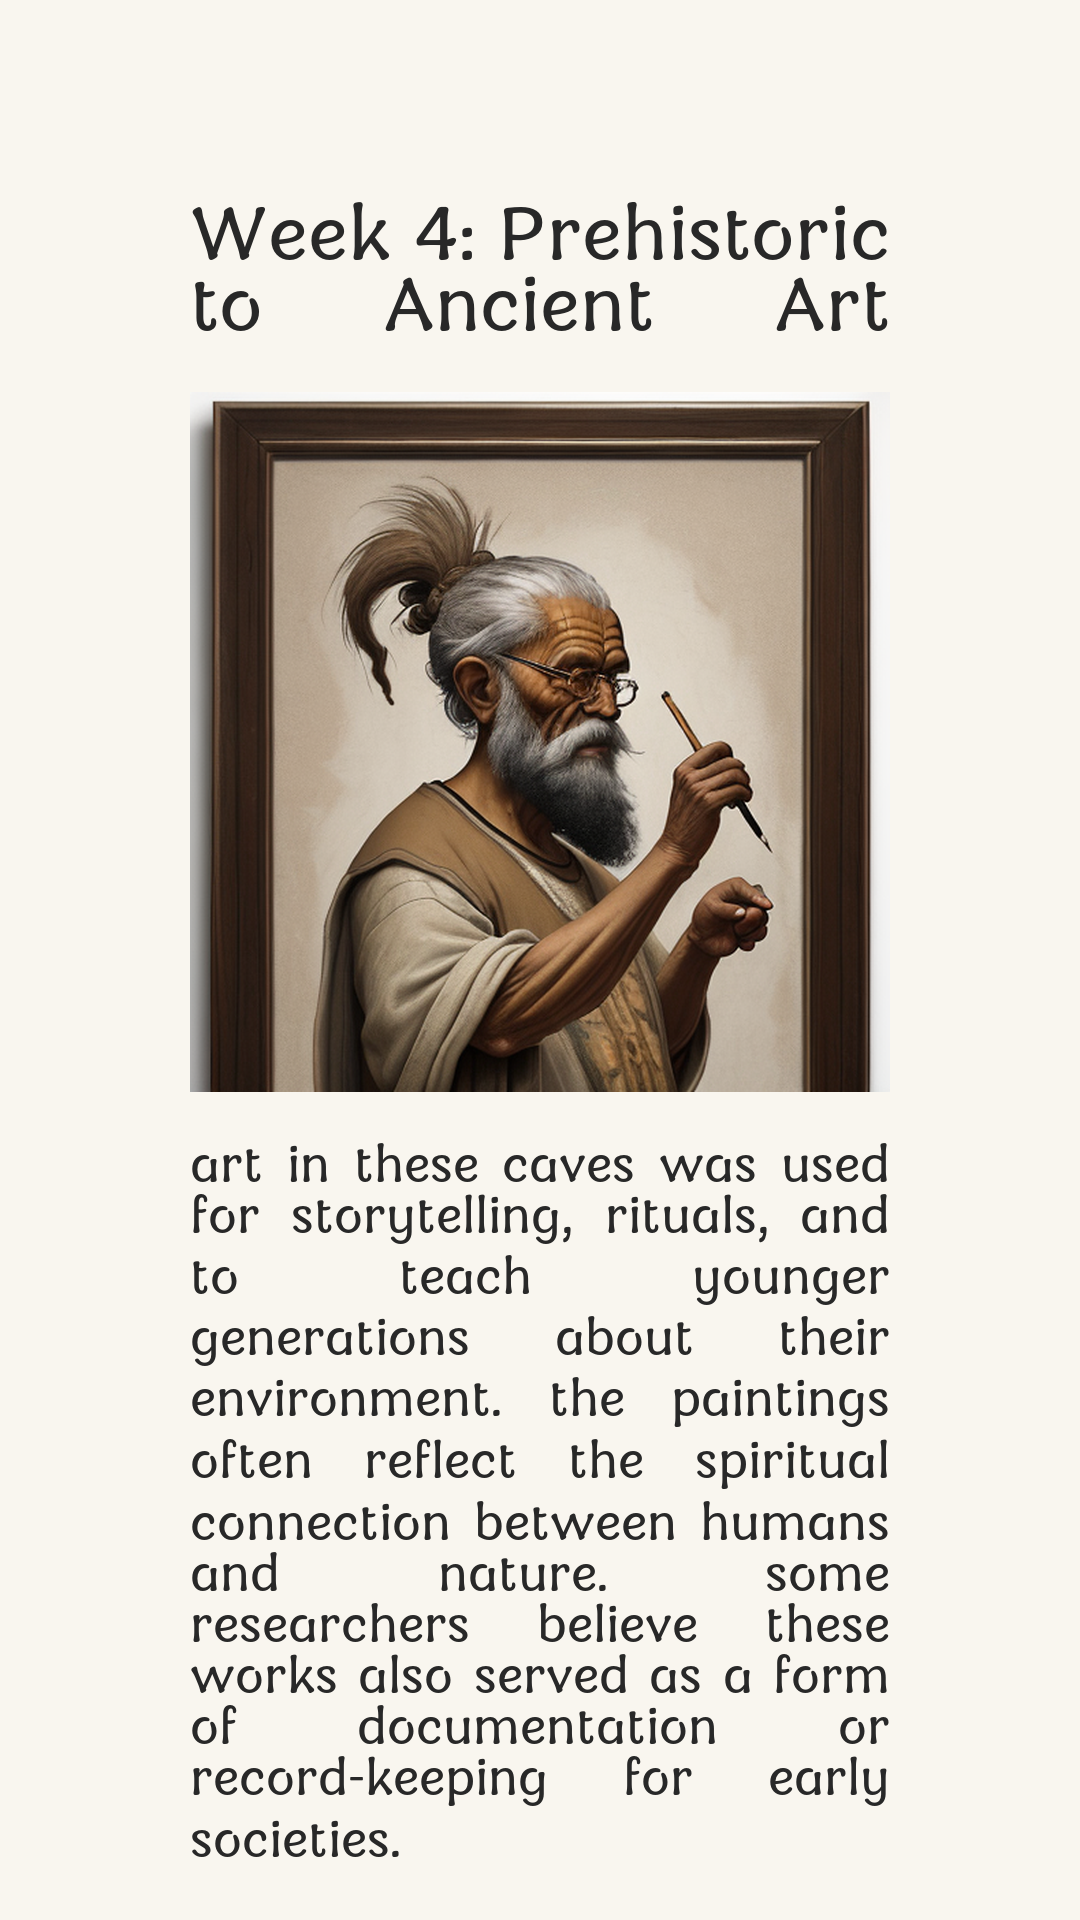 Week 4: Prehistoric
to Ancient Art
art in these caves was used
for storytelling, rituals, and
to teach younger
generations about their
environment. the paintings
often reflect the spiritual
connection between humans
and nature. some
researchers believe these
works also served as a form
of documentation or
record-keeping for early
societies.